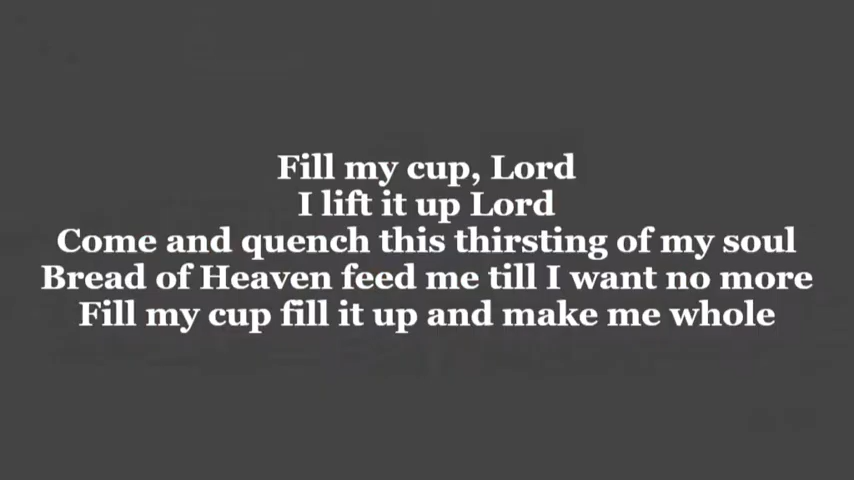 Fill my cup, Lord
I lift it up Lord
Come and quench this thirsting of my soul
Bread of Heaven feed me till I want no more
Fill my cup fill it up and make me whole